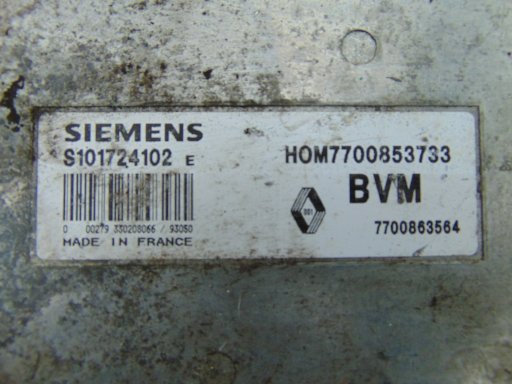 SIEMENS
S101724102 E
HOM7700853733
BVM
7700863564
0 00279 330208066 / 93050
MADE IN FRANCE